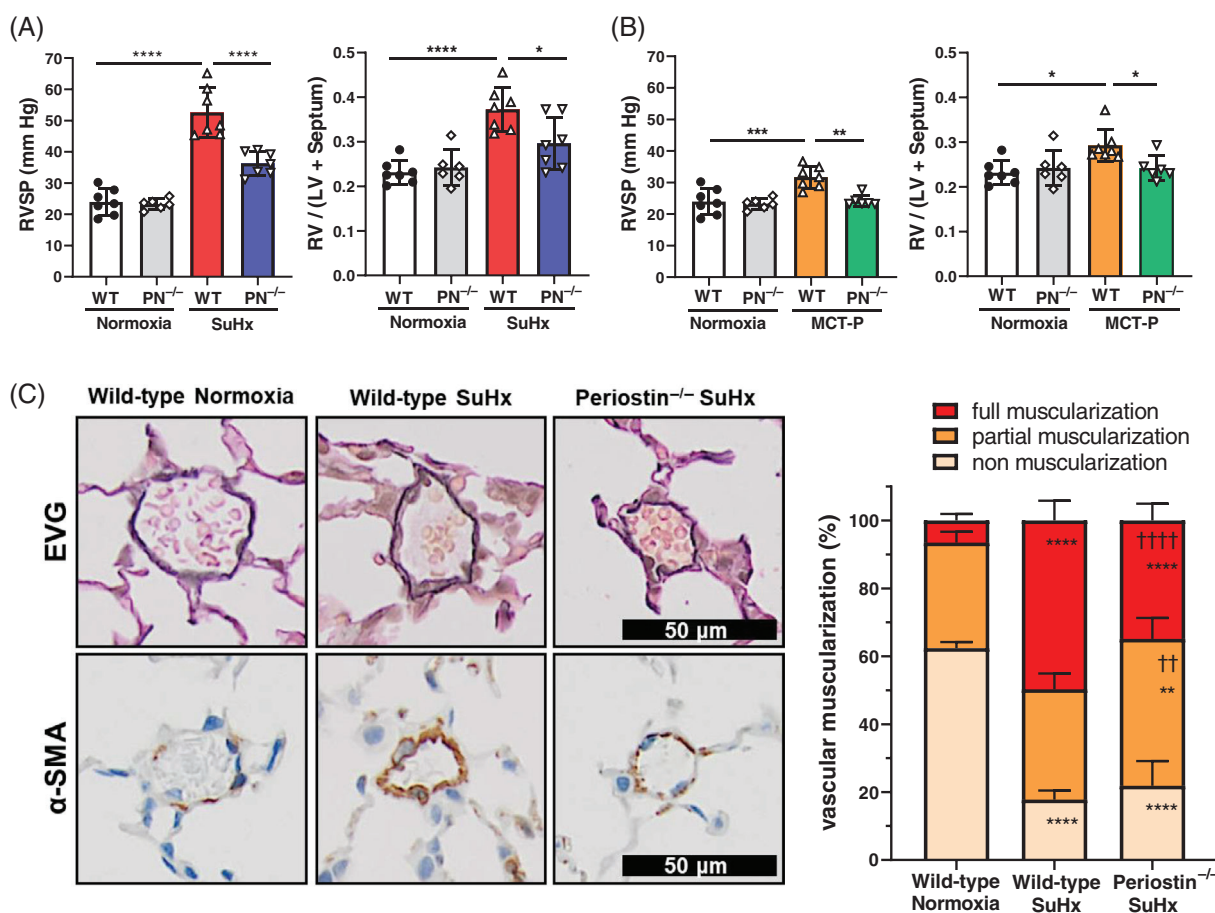 (A)
****
****
70
60
50
40
30
20
10
0
RVSP (mm Hg)
WT
PN−/−
WT
PN−/−
Normoxia
SuHx
****
*
0.5
0.4
0.3
0.2
0.1
0.0
RV / (LV + Septum)
WT
PN−/−
WT
PN−/−
Normoxia
SuHx
(B)
***
**
70
60
50
40
30
20
10
0
RVSP (mm Hg)
WT
PN−/−
WT
PN−/−
Normoxia
MCT-P
*
*
0.5
0.4
0.3
0.2
0.1
0.0
RV / (LV + Septum)
WT
PN−/−
WT
PN−/−
Normoxia
MCT-P
(C)
Wild-type Normoxia
Wild-type SuHx
Periostin−/− SuHx
EVG
50 µm
α-SMA
50 µm
full muscularization
partial muscularization
non muscularization
vascular muscularization (%)
100
80
60
40
20
0
****
****
††††
****
††
**
****
Wild-type
Normoxia
Wild-type
SuHx
Periostin−/−
SuHx